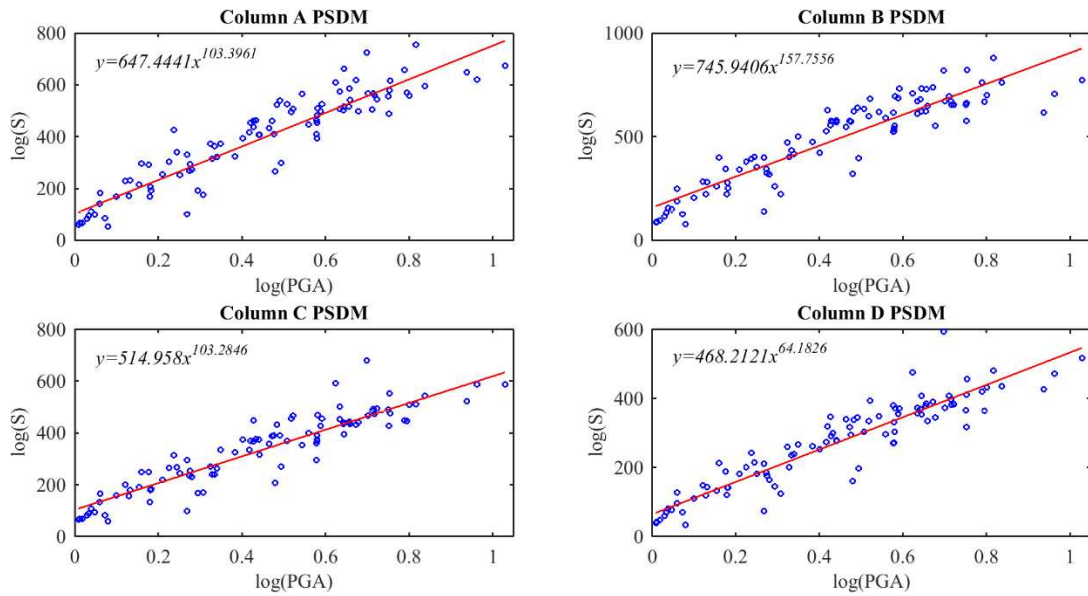 Column A PSDM
y=647.4441x^103.3961
800
600
400
200
0
log(S)
0 0.2 0.4 0.6 0.8 1
log(PGA)
Column B PSDM
y=745.9406x^157.7556
1000
500
0
log(S)
0 0.2 0.4 0.6 0.8 1
log(PGA)
Column C PSDM
y=514.958x^103.2846
800
600
400
200
0
log(S)
0 0.2 0.4 0.6 0.8 1
log(PGA)
Column D PSDM
y=468.2121x^64.1826
600
400
200
0
log(S)
0 0.2 0.4 0.6 0.8 1
log(PGA)